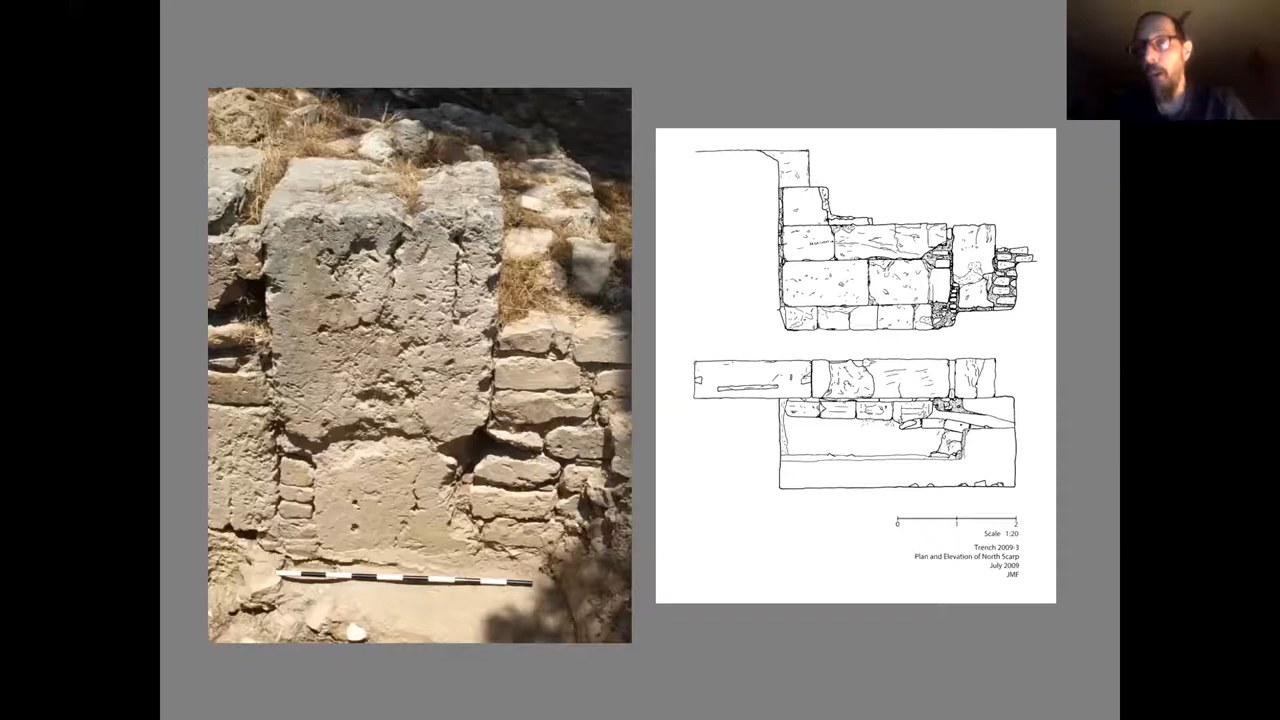 0 1 2
Scale 1:20
Trench 2009-3
Plan and Elevation of North Scarp
July 2009
JMF